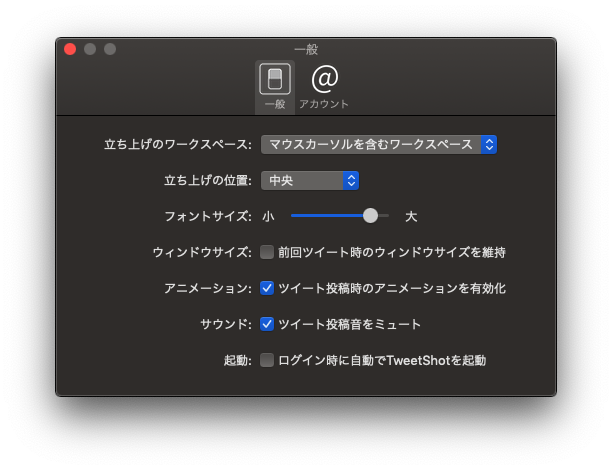 一般
@
一般 アカウント
立ち上げのワークスペース: マウスカーソルを含むワークスペース
立ち上げの位置: 中央
フォントサイズ: 小 大
ウィンドウサイズ: 前回ツイート時のウィンドウサイズを維持
アニメーション: ツイート投稿時のアニメーションを有効化
サウンド: ツイート投稿音をミュート
起動: ログイン時に自動でTweetShotを起動